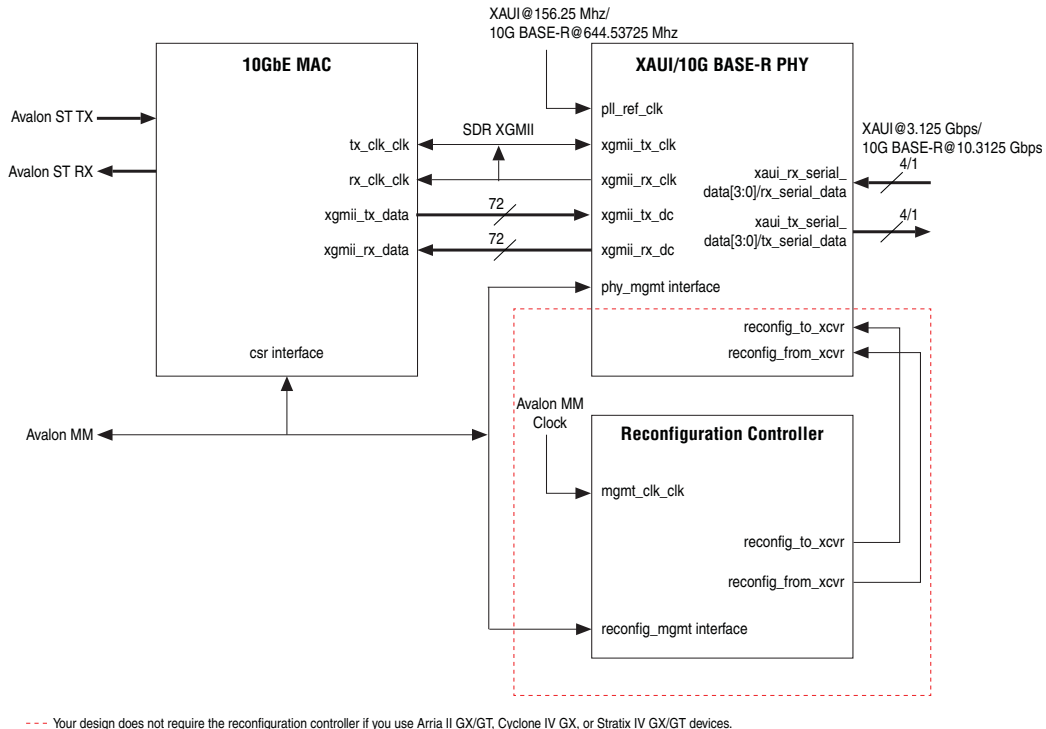 XAUI@156.25 Mhz/
10G BASE-R@644.53725 Mhz
10GbE MAC
XAUI/10G BASE-R PHY
Avalon ST TX
pll_ref_clk
SDR XGMII
XAUI@3.125 Gbps/
10G BASE-R@10.3125 Gbps
tx_clk_clk
xgmii_tx_clk
Avalon ST RX
rx_clk_clk
xgmii_rx_clk
xaui_rx_serial_
data[3:0]/rx_serial_data
4/1
xgmii_tx_data
72
xgmii_tx_dc
xaui_tx_serial_
data[3:0]/tx_serial_data
4/1
xgmii_rx_data
72
xgmii_rx_dc
phy_mgmt interface
reconfig_to_xcvr
reconfig_from_xcvr
csr interface
Avalon MM
Avalon MM
Clock
Reconfiguration Controller
mgmt_clk_clk
reconfig_to_xcvr
reconfig_from_xcvr
reconfig_mgmt interface
Your design does not require the reconfiguration controller if you use Arria II GX/GT, Cyclone IV GX, or Stratix IV GX/GT devices.